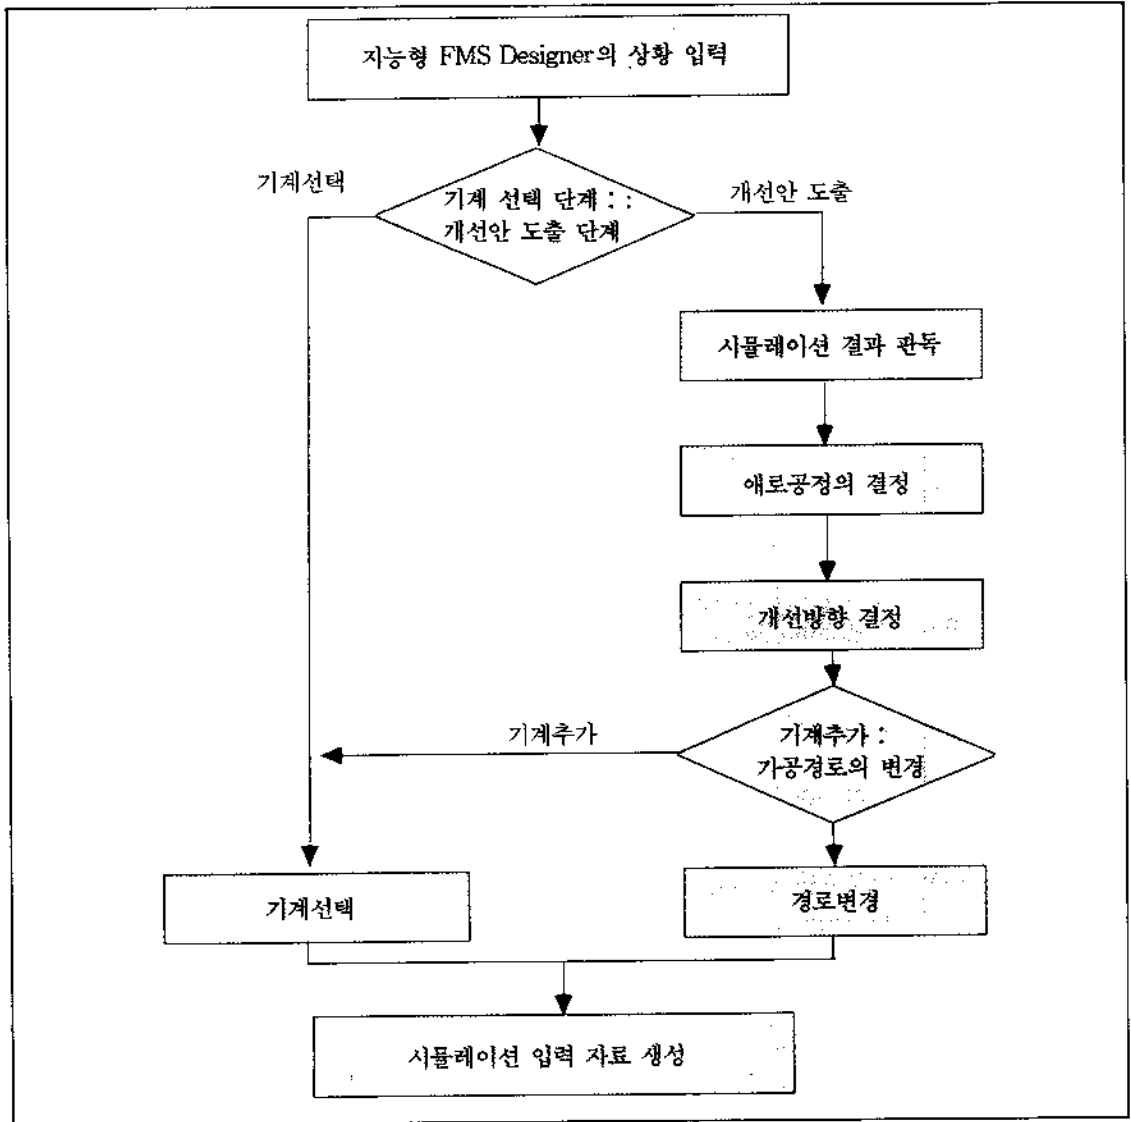 지능형 FMS Designer의 상황 입력
기계선택
기계 선택 단계 : :
개선안 도출 단계
개선안 도출
시뮬레이션 결과 판독
애로공정의 결정
개선방향 결정
기계추가
기계추가 :
가공경로의 변경
기계선택
경로변경
시뮬레이션 입력 자료 생성